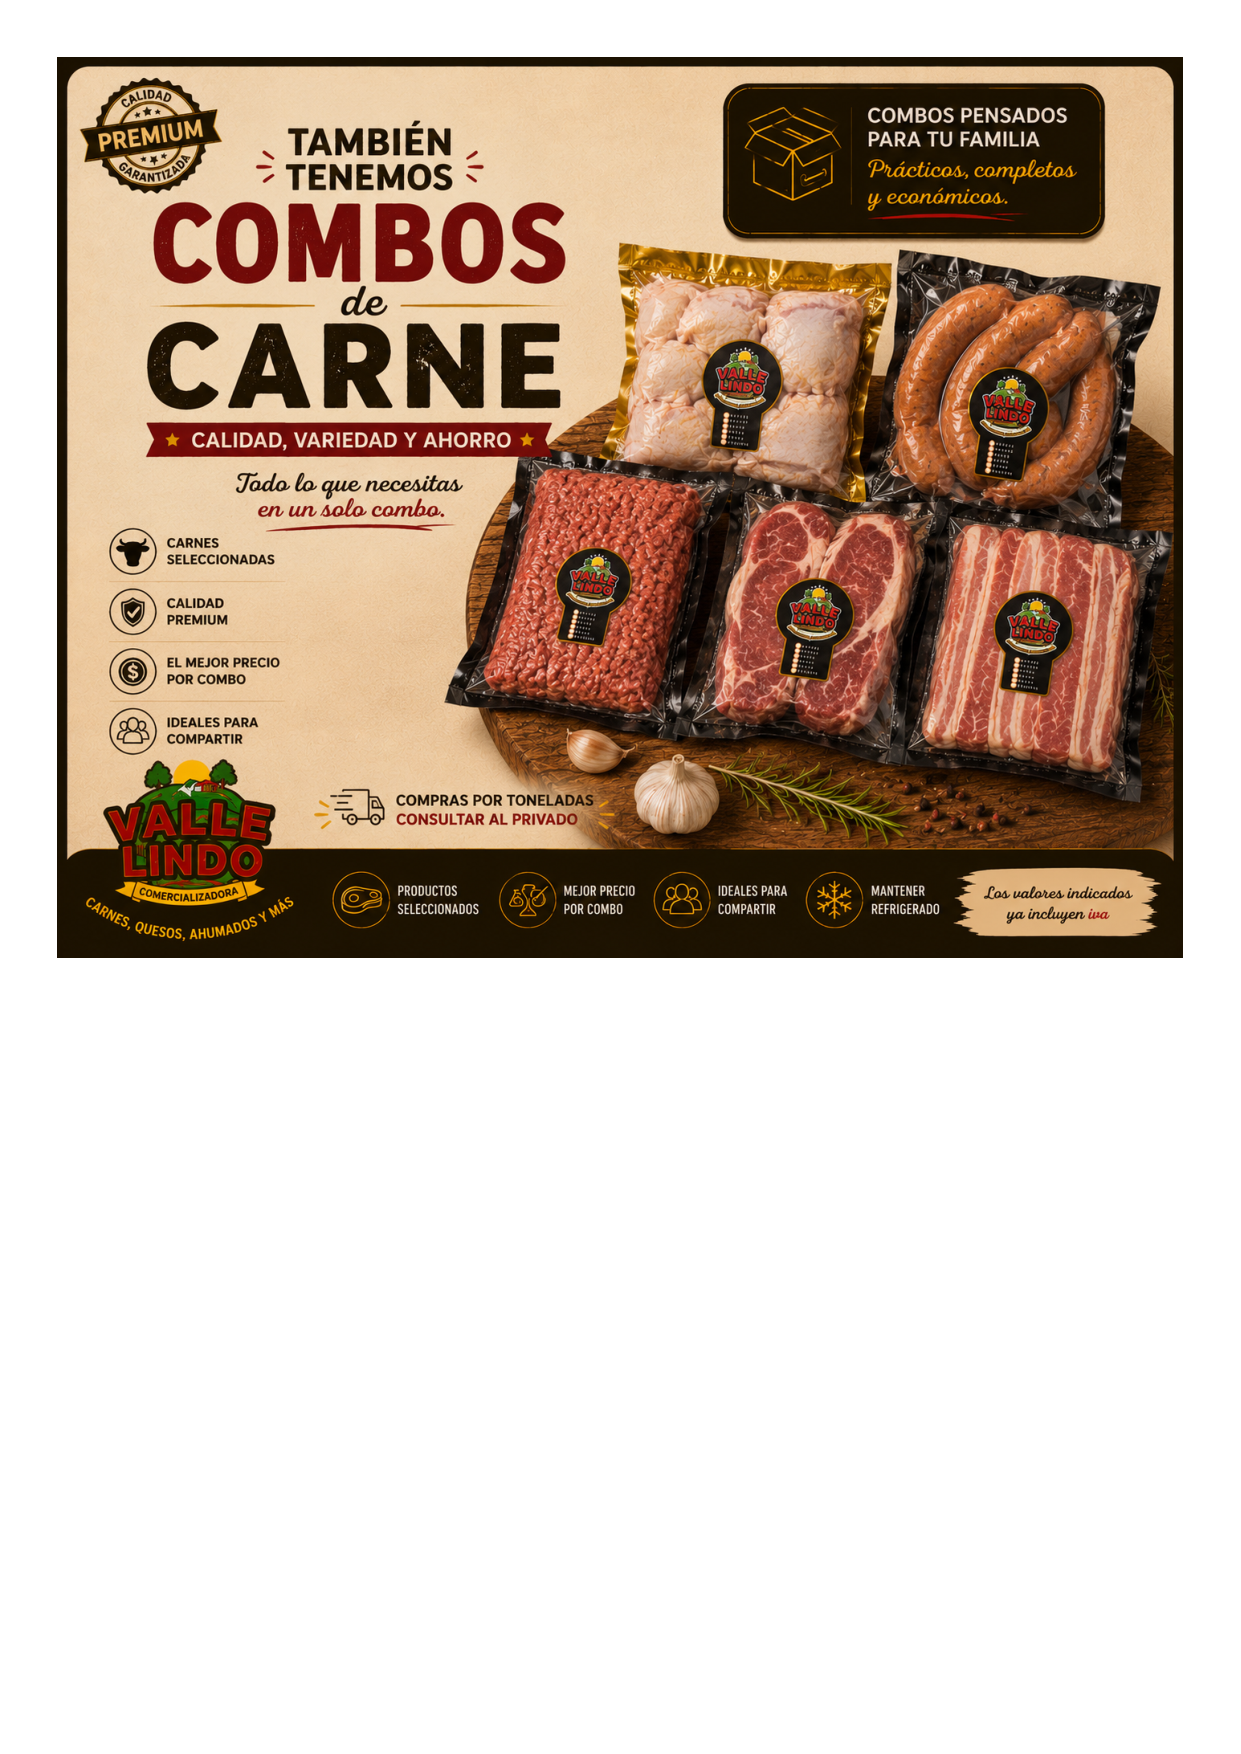 CALIDAD
PREMIUM
GARANTIZADA
TAMBIÉN
TENEMOS
COMBOS
de
CARNE
CALIDAD, VARIEDAD Y AHORRO
Todo lo que necesitas
en un solo combo.
COMBOS PENSADOS
PARA TU FAMILIA
Prácticos, completos
y económicos.
CARNES
SELECCIONADAS
CALIDAD
PREMIUM
EL MEJOR PRECIO
POR COMBO
IDEALES PARA
COMPARTIR
VALLE
LINDO
VALLE
LINDO
VALLE
LINDO
VALLE
LINDO
VALLE
LINDO
COMPRAS POR TONELADAS
CONSULTAR AL PRIVADO
VALLE
LINDO
COMERCIALIZADORA
CARNES, QUESOS, AHUMADOS Y MÁS
PRODUCTOS
SELECCIONADOS
MEJOR PRECIO
POR COMBO
IDEALES PARA
COMPARTIR
MANTENER
REFRIGERADO
Los valores indicados
ya incluyen iva